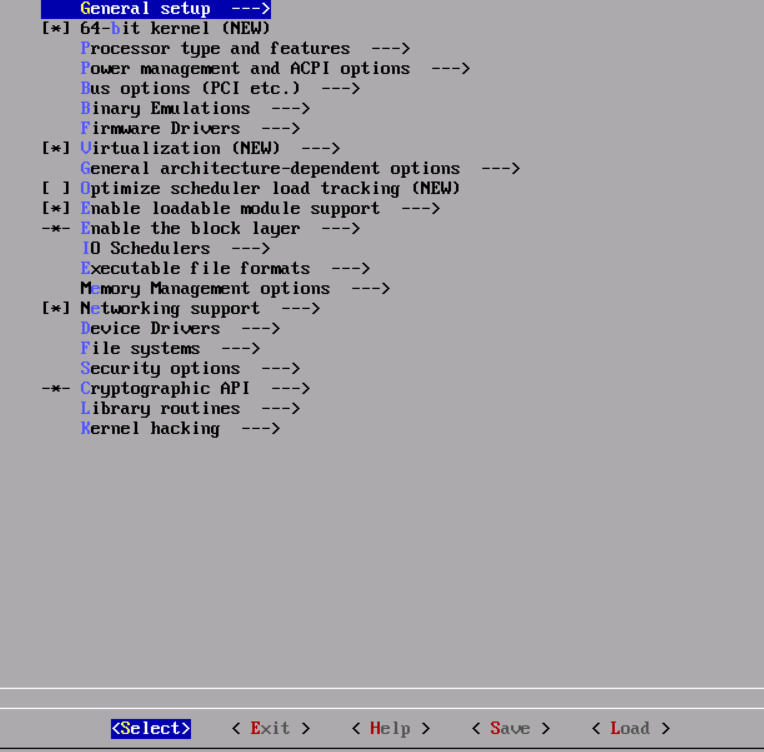 General setup  --->
[*] 64-bit kernel (NEW)
Processor type and features  --->
Power management and ACPI options  --->
Bus options (PCI etc.)  --->
Binary Emulations  --->
Firmware Drivers  --->
[*] Virtualization (NEW)  --->
General architecture-dependent options  --->
[ ] Optimize scheduler load tracking (NEW)
[*] Enable loadable module support  --->
-*- Enable the block layer  --->
IO Schedulers  --->
Executable file formats  --->
Memory Management options  --->
[*] Networking support  --->
Device Drivers  --->
File systems  --->
Security options  --->
-*- Cryptographic API  --->
Library routines  --->
Kernel hacking  --->
<Select>    < Exit >    < Help >    < Save >    < Load >